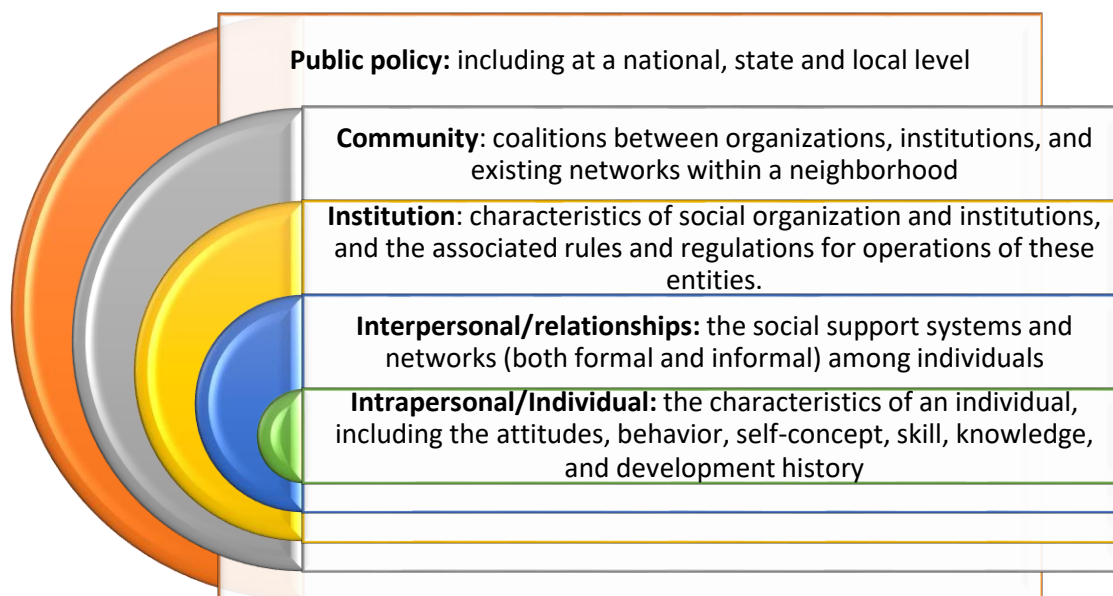 Public policy: including at a national, state and local level
Community: coalitions between organizations, institutions, and
existing networks within a neighborhood
Institution: characteristics of social organization and institutions,
and the associated rules and regulations for operations of these
entities.
Interpersonal/relationships: the social support systems and
networks (both formal and informal) among individuals
Intrapersonal/Individual: the characteristics of an individual,
including the attitudes, behavior, self-concept, skill, knowledge,
and development history